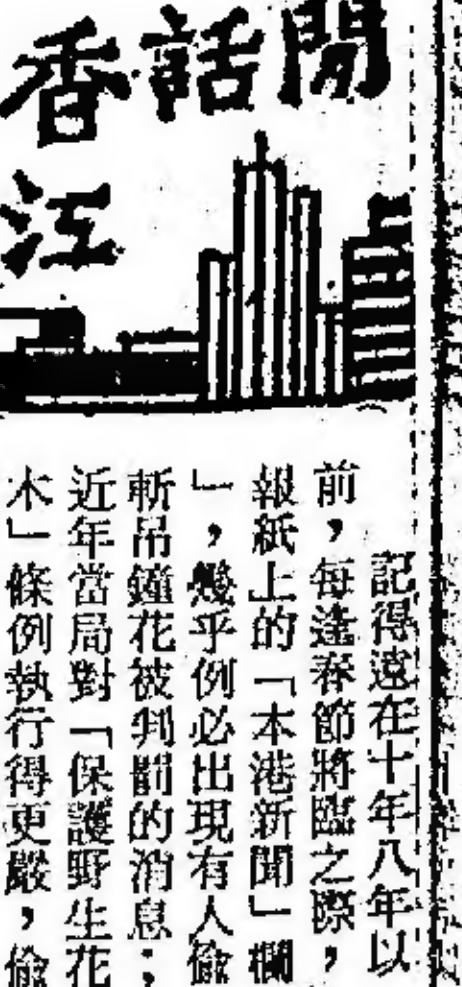 閒話香
江
記得遠在十年八年以
前，每逢春節將臨之際，
報紙上的「本港新聞」欄
」，幾乎例必出現有人偸
斬吊鐘花被判罰的消息；
近年當局對「保護野生花
木」條例執行得更嚴，偸